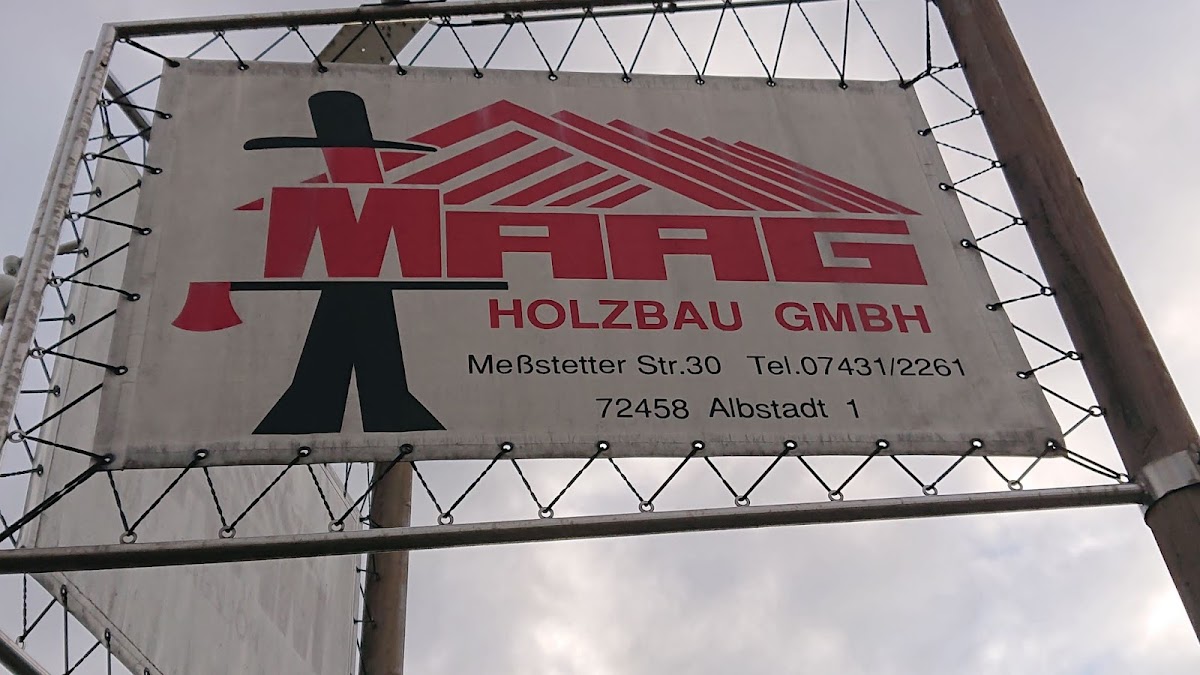 MAAG
HOLZBAU GMBH
Meßstetter Str.30 Tel.07431/2261
72458 Albstadt 1